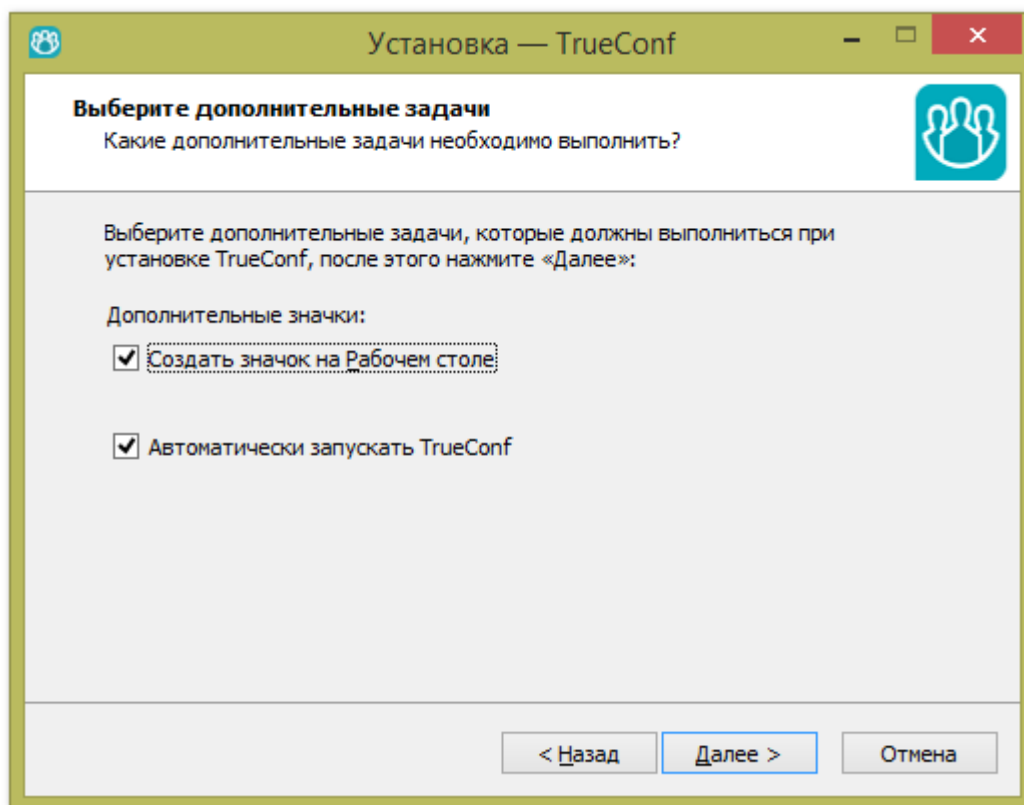 Установка — TrueConf
Выберите дополнительные задачи
Какие дополнительные задачи необходимо выполнить?
Выберите дополнительные задачи, которые должны выполниться при
установке TrueConf, после этого нажмите «Далее»:
Дополнительные значки:
Создать значок на Рабочем столе
Автоматически запускать TrueConf
< Назад Далее > Отмена